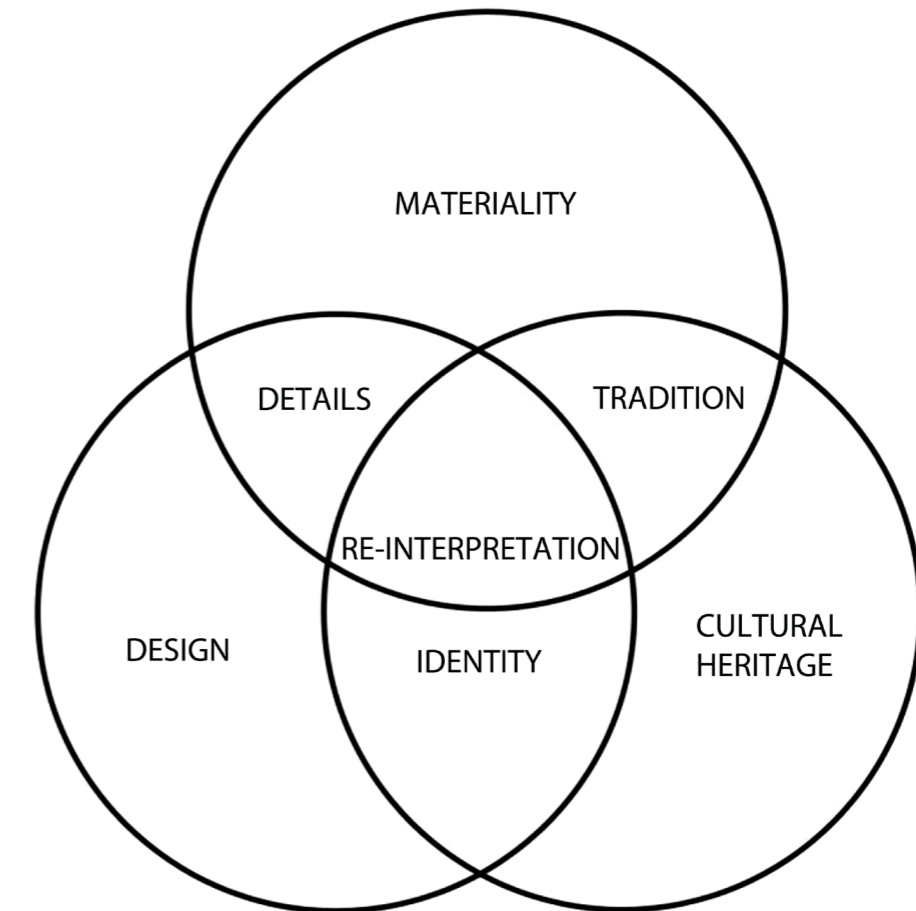 MATERIALITY
DETAILS
TRADITION
RE-INTERPRETATION
DESIGN
IDENTITY
CULTURAL
HERITAGE